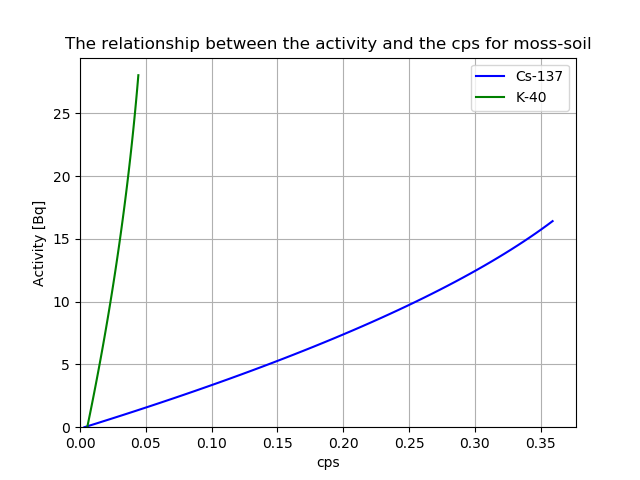 The relationship between the activity and the cps for moss-soil
Cs-137
K-40
25
20
15
10
5
0
Activity [Bq]
0.00 0.05 0.10 0.15 0.20 0.25 0.30 0.35
cps